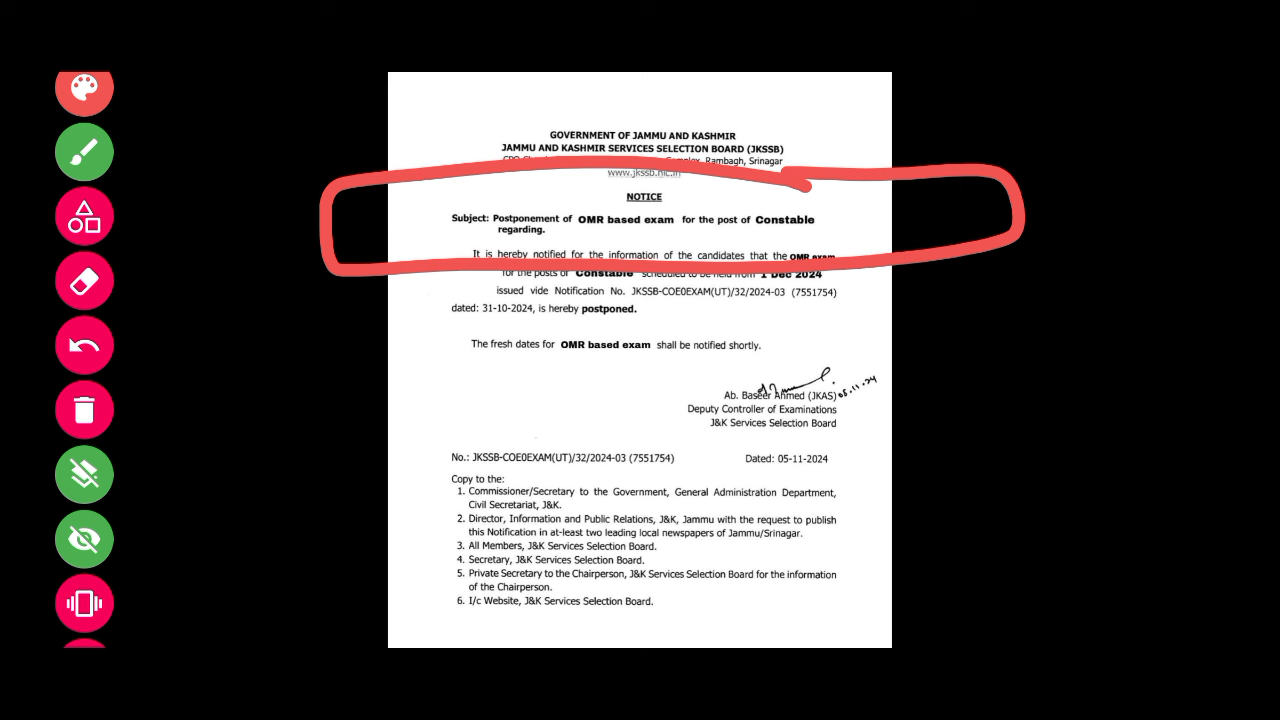 GOVERNMENT OF JAMMU AND KASHMIR
JAMMU AND KASHMIR SERVICES SELECTION BOARD (JKSSB)
Complex, Rambagh, Srinagar
www.jkssb.nic.in
NOTICE
Subject: Postponement of OMR based exam for the post of Constable
regarding.
It is hereby notified for the information of the candidates that the OMR exam
for the posts of Constable scheduled to be held from 1 Dec 2024
issued vide Notification No. JKSSB-COE0EXAM(UT)/32/2024-03 (7551754)
dated: 31-10-2024, is hereby postponed.
The fresh dates for OMR based exam shall be notified shortly.
05.11.24
Ab. Baseer Ahmed (JKAS)
Deputy Controller of Examinations
J&K Services Selection Board
No.: JKSSB-COE0EXAM(UT)/32/2024-03 (7551754) Dated: 05-11-2024
Copy to the:
1. Commissioner/Secretary to the Government, General Administration Department,
Civil Secretariat, J&K.
2. Director, Information and Public Relations, J&K, Jammu with the request to publish
this Notification in at-least two leading local newspapers of Jammu/Srinagar.
3. All Members, J&K Services Selection Board.
4. Secretary, J&K Services Selection Board.
5. Private Secretary to the Chairperson, J&K Services Selection Board for the information
of the Chairperson.
6. I/c Website, J&K Services Selection Board.